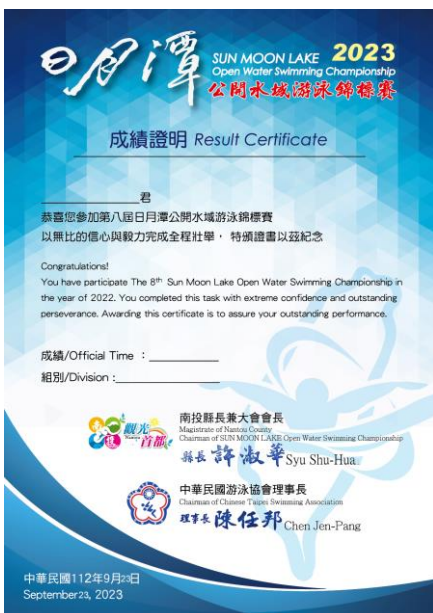 日月潭
SUN MOON LAKE 2023
Open Water Swimming Championship
公開水域游泳錦標賽
成績證明 Result Certificate
君
恭喜您參加第八屆日月潭公開水域游泳錦標賽
以無比的信心與毅力完成全程壯舉，特頒證書以茲紀念
Congratulations!
You have participate The 8th Sun Moon Lake Open Water Swimming Championship in
the year of 2022. You completed this task with extreme confidence and outstanding
perseverance. Awarding this certificate is to assure your outstanding performance.
成績/Official Time ：
組別/Division :
觀光首都
南投縣長兼大會會長
Magistrate of Nantou County
Chairman of SUN MOON LAKE Open Water Swimming Championship
縣長 許淑華 Syu Shu-Hua
中華民國游泳協會理事長
Chairman of Chinese Taipei Swimming Association
理事長 陳任邦 Chen Jen-Pang
中華民國112年9月23日
September23, 2023